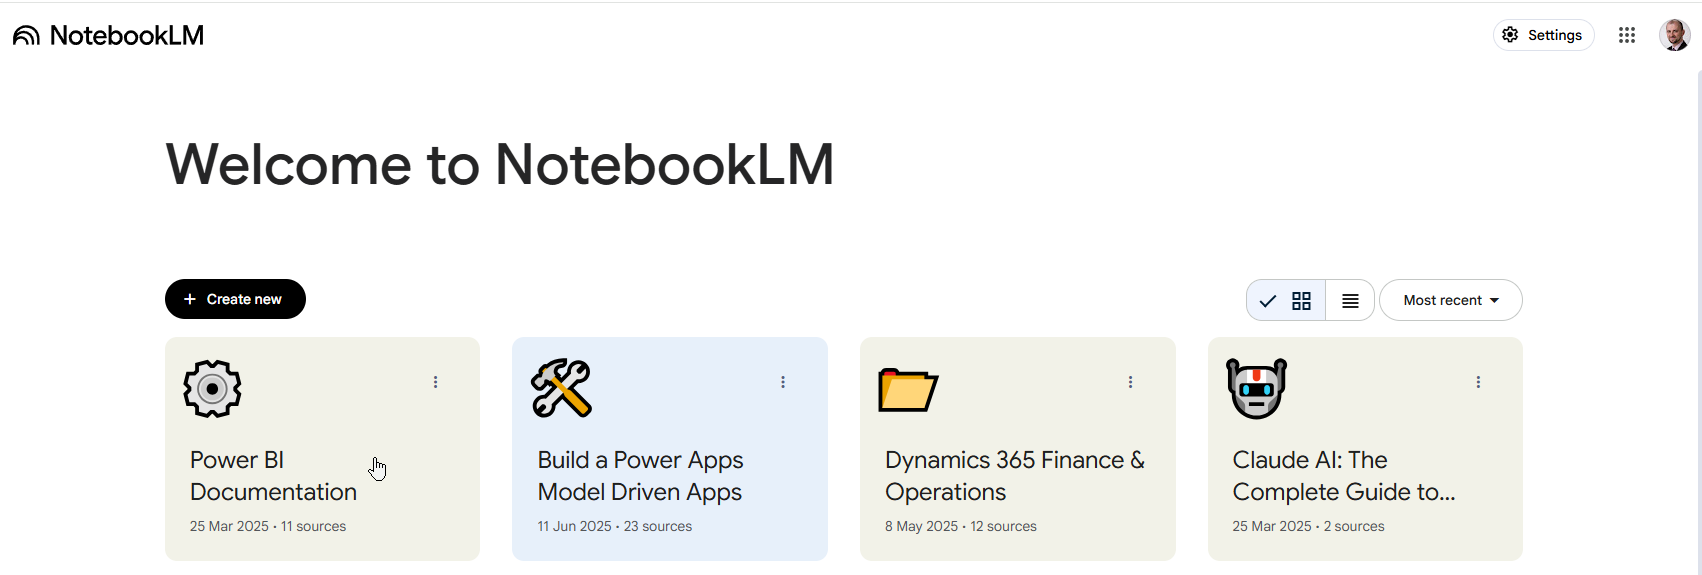 NotebookLM
Settings
Welcome to NotebookLM
+ Create new
Most recent
Power BI
Documentation
25 Mar 2025 • 11 sources
Build a Power Apps
Model Driven Apps
11 Jun 2025 • 23 sources
Dynamics 365 Finance &
Operations
8 May 2025 • 12 sources
Claude AI: The
Complete Guide to...
25 Mar 2025 • 2 sources